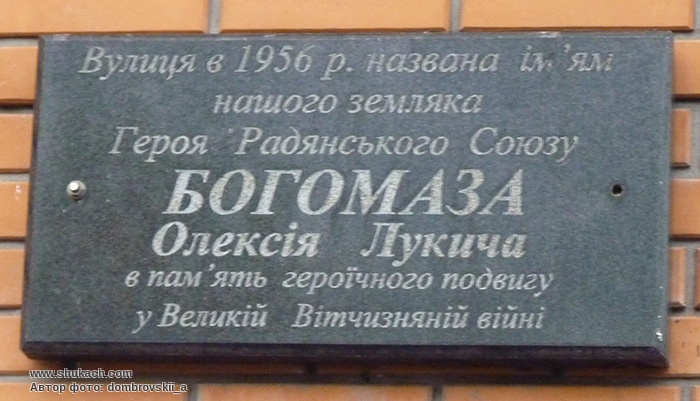 Вулиця в 1956 р. названа ім'ям
нашого земляка
Героя Радянського Союзу
БОГОМАЗА
Олексія Лукича
в пам'ять героїчного подвигу
у Великій Вітчизняній війні
www.shukach.com
Автор фото: dombrovskii_a